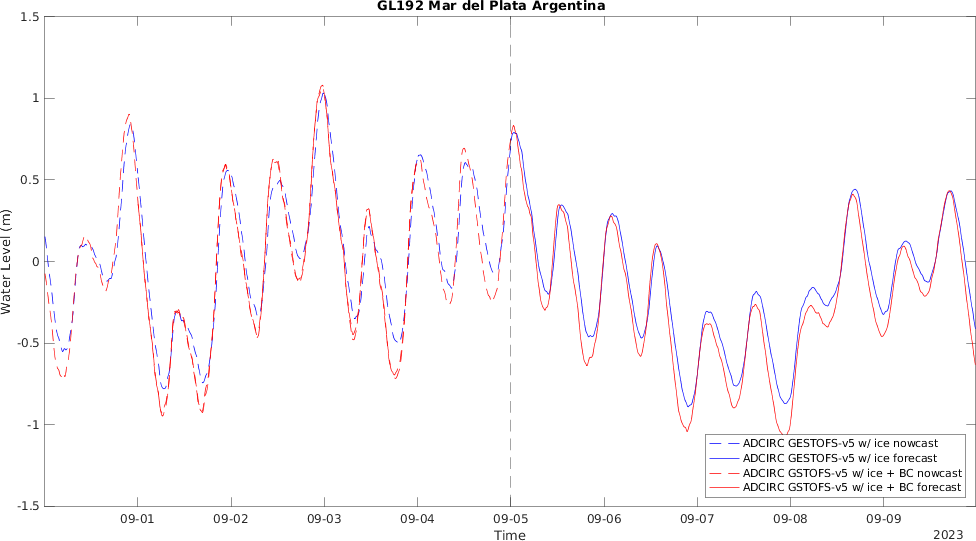 GL192 Mar del Plata Argentina
1.5
1
0.5
0
-0.5
-1
-1.5
Water Level (m)
09-01 09-02 09-03 09-04 09-05 09-06 09-07 09-08 09-09
Time
2023
ADCIRC GESTOFS-v5 w/ ice nowcast
ADCIRC GESTOFS-v5 w/ ice forecast
ADCIRC GSTOFS-v5 w/ ice + BC nowcast
ADCIRC GSTOFS-v5 w/ ice + BC forecast